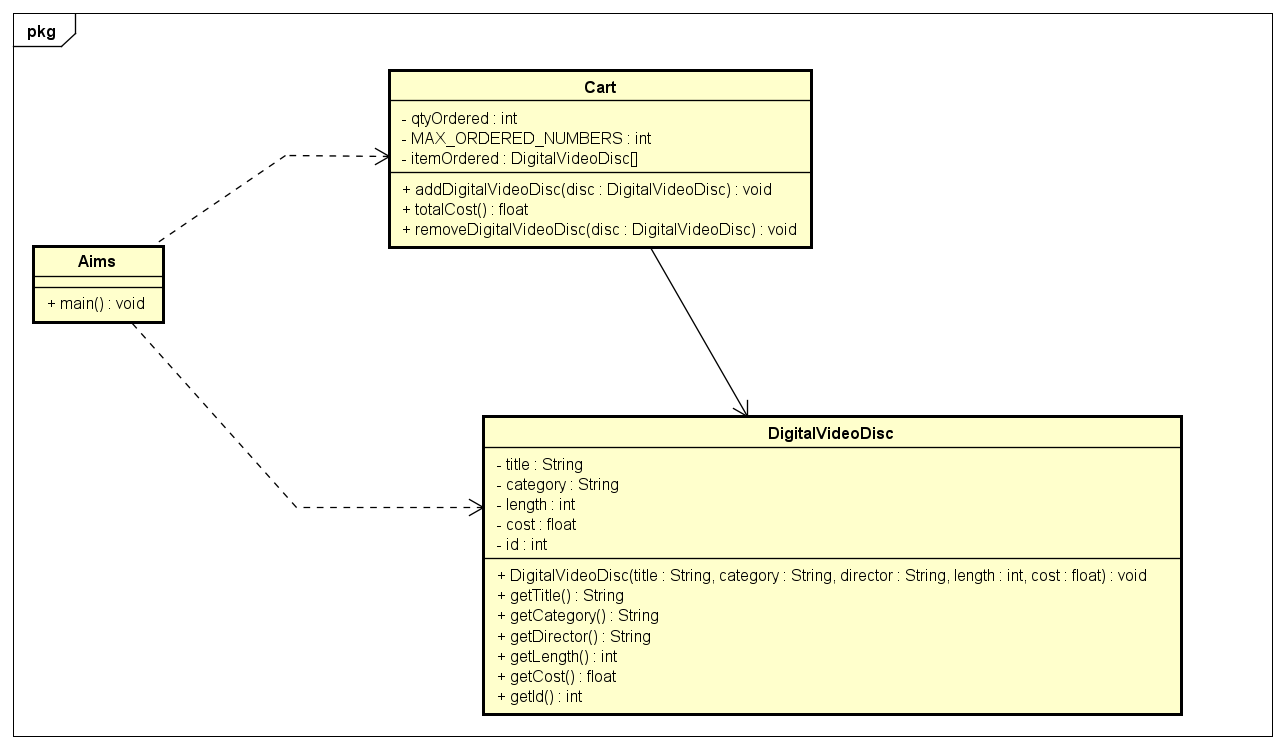 pkg
Cart
- qtyOrdered : int
- MAX_ORDERED_NUMBERS : int
- itemOrdered : DigitalVideoDisc[]
+ addDigitalVideoDisc(disc : DigitalVideoDisc) : void
+ totalCost() : float
+ removeDigitalVideoDisc(disc : DigitalVideoDisc) : void
Aims
+ main() : void
DigitalVideoDisc
- title : String
- category : String
- length : int
- cost : float
- id : int
+ DigitalVideoDisc(title : String, category : String, director : String, length : int, cost : float) : void
+ getTitle() : String
+ getCategory() : String
+ getDirector() : String
+ getLength() : int
+ getCost() : float
+ getId() : int